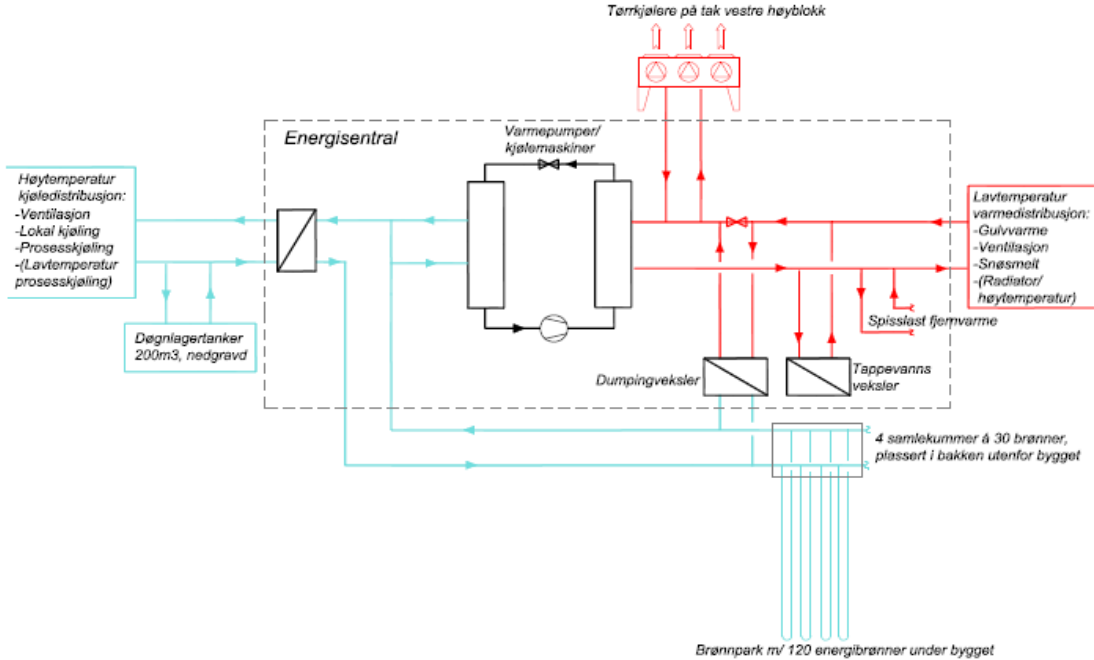 Tørrkjølere på tak vestre høyblokk
Energisentral
Varmepumper/
kjølemaskiner
Høytemperatur
kjøledistribusjon:
-Ventilasjon
-Lokal kjøling
-Prosesskjøling
-(Lavtemperatur
prosesskjøling)
Døgnlagertanker
200m3, nedgravd
Lavtemperatur
varmedistribusjon:
-Gulvvarme
-Ventilasjon
-Snøsmelt
-(Radiator/
høytemperatur)
Spisslast fjernvarme
Dumpingveksler
Tappevanns
veksler
4 samlekummer á 30 brønner,
plassert i bakken utenfor bygget
Brønnpark m/ 120 energibrønner under bygget